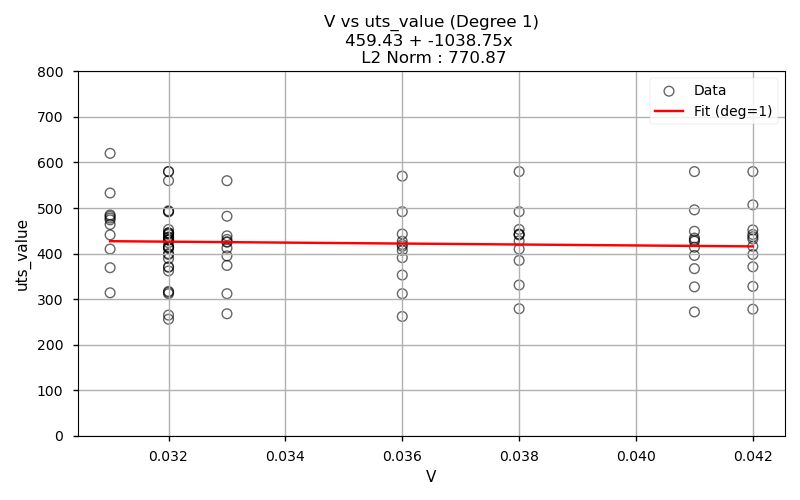 V vs uts_value (Degree 1)
459.43 + -1038.75x
L2 Norm : 770.87
800
700
600
500
400
300
200
100
0
uts_value
Data
Fit (deg=1)
0.032
0.034
0.036
0.038
0.040
0.042
V